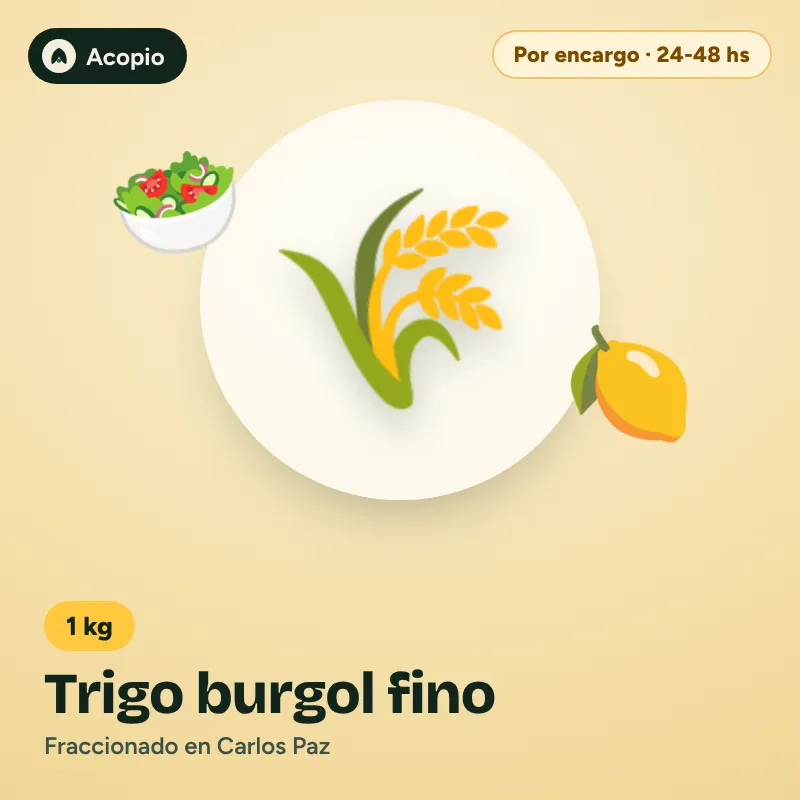 Acopio
Por encargo · 24-48 hs
1 kg
Trigo burgol fino
Fraccionado en Carlos Paz